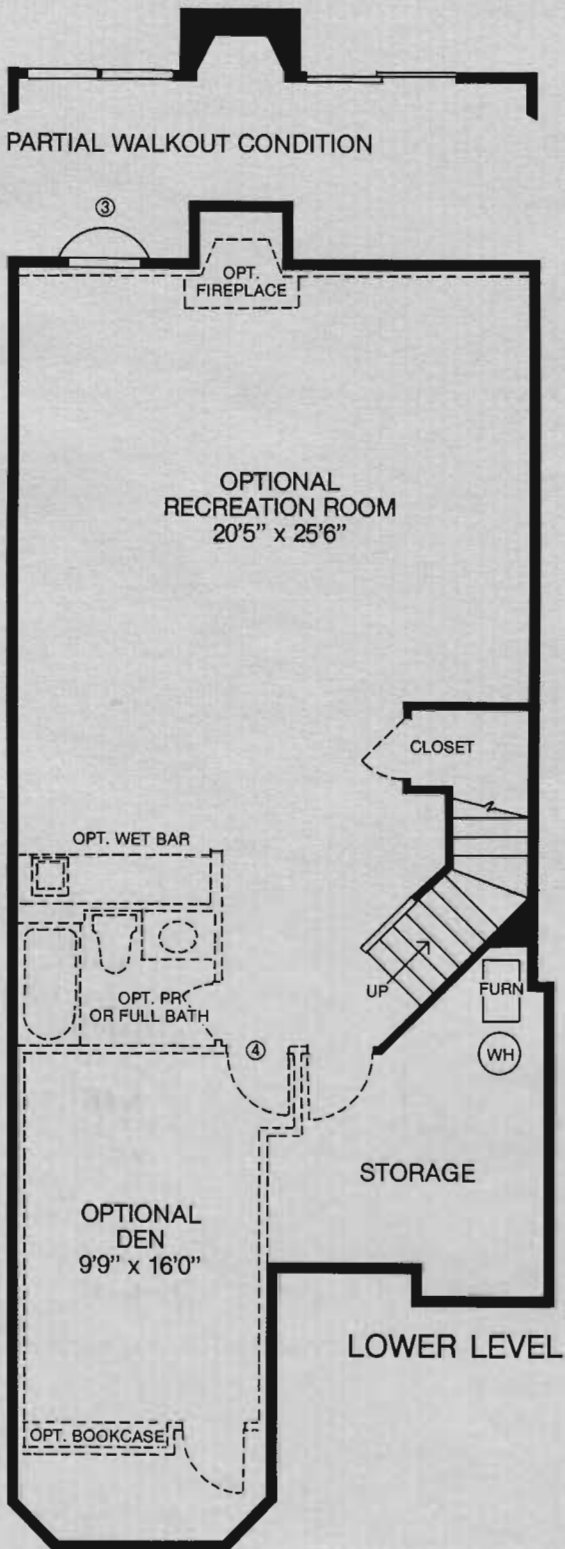 PARTIAL WALKOUT CONDITION
③
OPT.
FIREPLACE
OPTIONAL
RECREATION ROOM
20'5" x 25'6"
CLOSET
OPT. WET BAR
UP
FURN
OPT. PR
OR FULL BATH
④
WH
STORAGE
OPTIONAL
DEN
9'9" x 16'0"
LOWER LEVEL
OPT. BOOKCASE